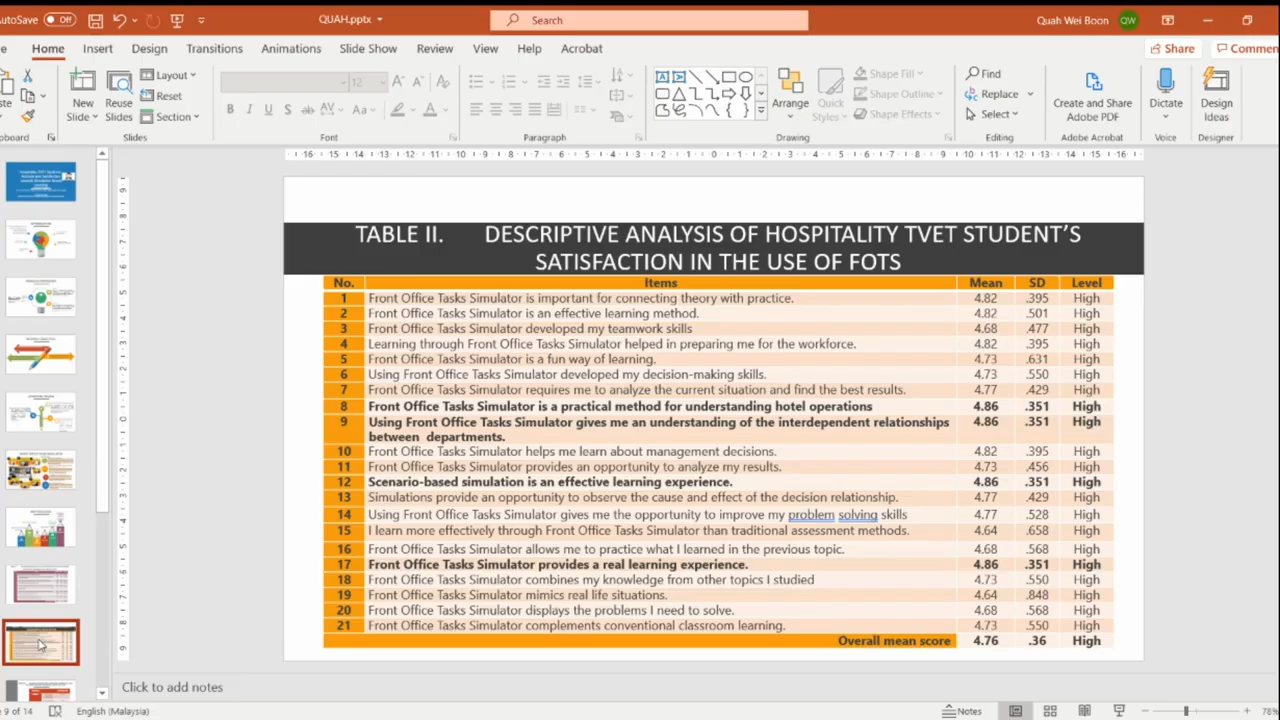 AutoSave Off
QUAH.pptx
Search
Quah Wei Boon QW
Home Insert Design Transitions Animations Slide Show Review View Help Acrobat
Share
Layout
Reset
Section
New Slide
Reuse Slides
Slides
12
Font
Paragraph
Arrange
Quick Styles
Shape Fill
Shape Outline
Shape Effects
Drawing
Find
Replace
Select
Editing
Create and Share Adobe PDF
Adobe Acrobat
Dictate
Voice
Design Ideas
Designer
TABLE II. DESCRIPTIVE ANALYSIS OF HOSPITALITY TVET STUDENT'S
SATISFACTION IN THE USE OF FOTS
No. Items Mean SD Level
1 Front Office Tasks Simulator is important for connecting theory with practice. 4.82 .395 High
2 Front Office Tasks Simulator is an effective learning method. 4.82 .501 High
3 Front Office Tasks Simulator developed my teamwork skills 4.68 .477 High
4 Learning through Front Office Tasks Simulator helped in preparing me for the workforce. 4.82 .395 High
5 Front Office Tasks Simulator is a fun way of learning. 4.73 .631 High
6 Using Front Office Tasks Simulator developed my decision-making skills. 4.73 .550 High
7 Front Office Tasks Simulator requires me to analyze the current situation and find the best results. 4.77 .429 High
8 Front Office Tasks Simulator is a practical method for understanding hotel operations 4.86 .351 High
9 Using Front Office Tasks Simulator gives me an understanding of the interdependent relationships 4.86 .351 High
between departments.
10 Front Office Tasks Simulator helps me learn about management decisions. 4.82 .395 High
11 Front Office Tasks Simulator provides an opportunity to analyze my results. 4.73 .456 High
12 Scenario-based simulation is an effective learning experience. 4.86 .351 High
13 Simulations provide an opportunity to observe the cause and effect of the decision relationship. 4.77 .429 High
14 Using Front Office Tasks Simulator gives me the opportunity to improve my problem solving skills 4.77 .528 High
15 I learn more effectively through Front Office Tasks Simulator than traditional assessment methods. 4.64 .658 High
16 Front Office Tasks Simulator allows me to practice what I learned in the previous topic. 4.68 .568 High
17 Front Office Tasks Simulator provides a real learning experience. 4.86 .351 High
18 Front Office Tasks Simulator combines my knowledge from other topics I studied 4.73 .550 High
19 Front Office Tasks Simulator mimics real life situations. 4.64 .848 High
20 Front Office Tasks Simulator displays the problems I need to solve. 4.68 .568 High
21 Front Office Tasks Simulator complements conventional classroom learning. 4.73 .550 High
Overall mean score 4.76 .36 High
Click to add notes
9 of 14
English (Malaysia)
Notes
78%